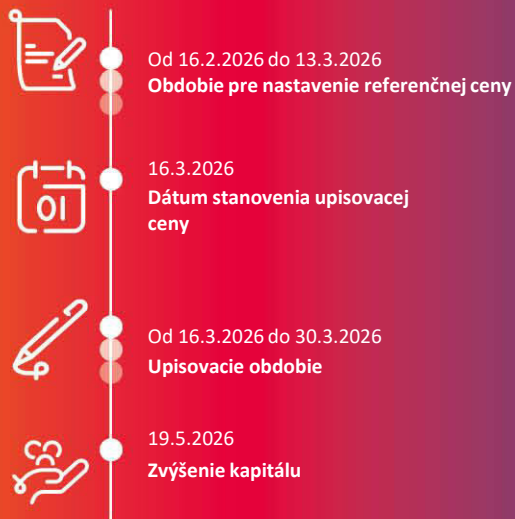 Od 16.2.2026 do 13.3.2026
Obdobie pre nastavenie referenčnej ceny
01
16.3.2026
Dátum stanovenia upisovacej
ceny
Od 16.3.2026 do 30.3.2026
Upisovacie obdobie
19.5.2026
Zvýšenie kapitálu